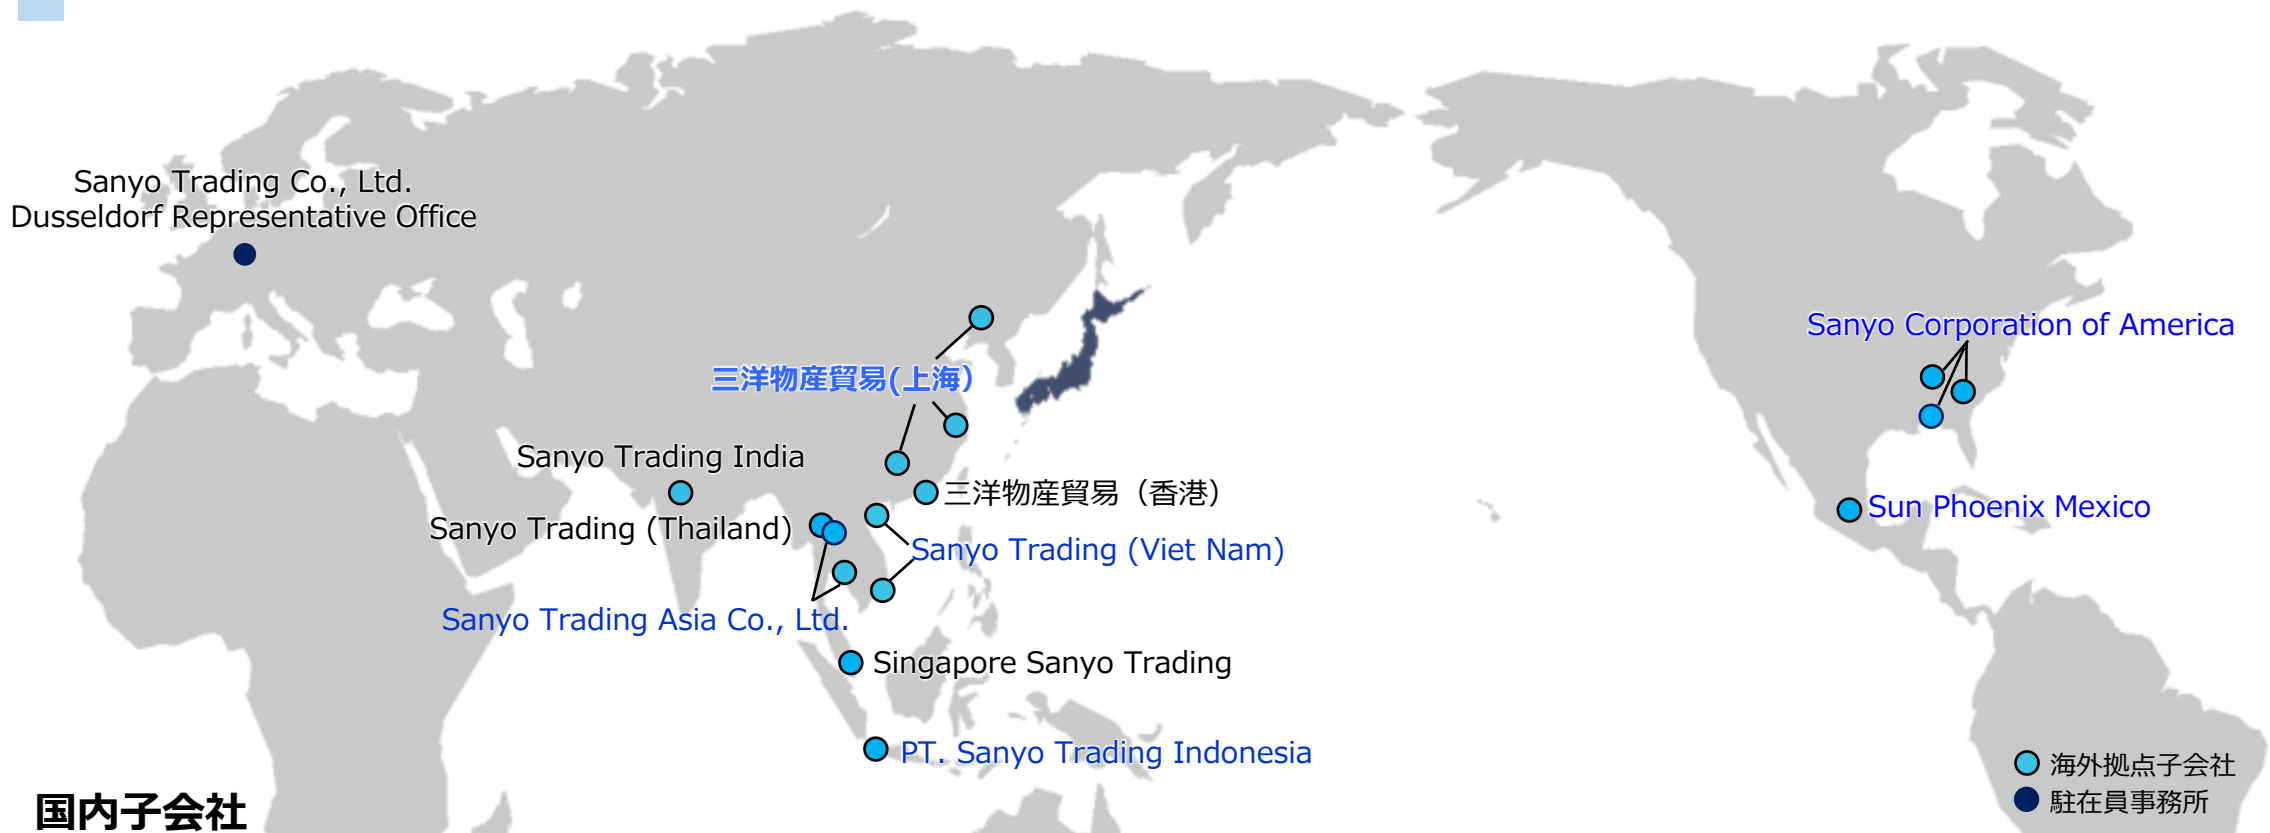 Sanyo Trading Co., Ltd.
Dusseldorf Representative Office
Sanyo Corporation of America
三洋物産貿易(上海）
Sanyo Trading India
三洋物産貿易（香港）
Sun Phoenix Mexico
Sanyo Trading (Thailand)
Sanyo Trading (Viet Nam)
Sanyo Trading Asia Co., Ltd.
Singapore Sanyo Trading
PT. Sanyo Trading Indonesia
海外拠点子会社
駐在員事務所
国内子会社